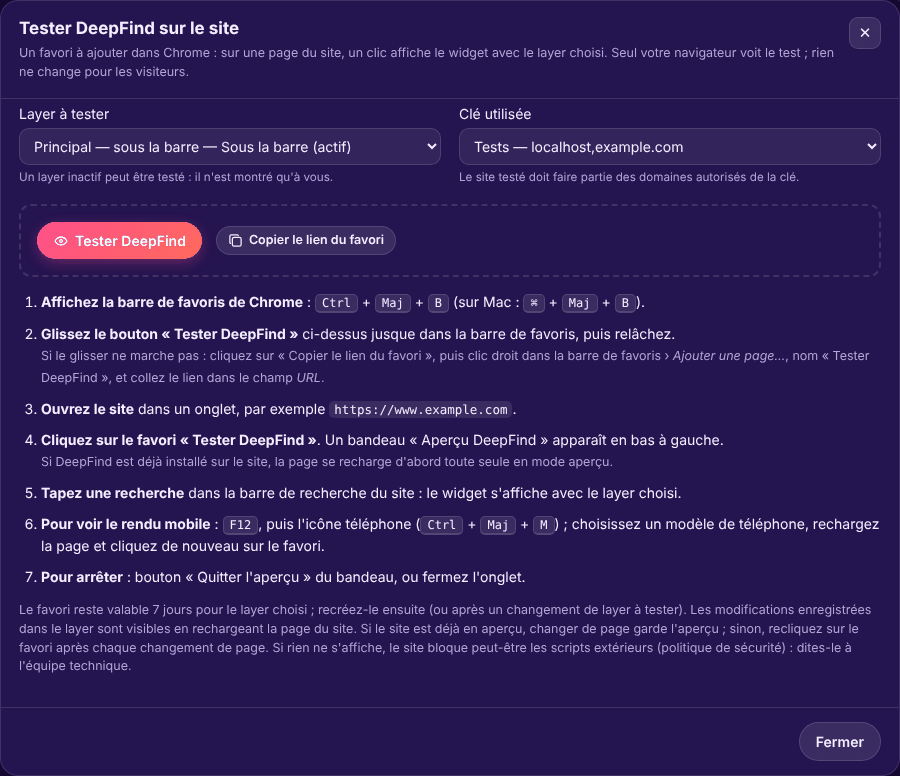 Tester DeepFind sur le site
Un favori à ajouter dans Chrome : sur une page du site, un clic affiche le widget avec le layer choisi. Seul votre navigateur voit le test ; rien
ne change pour les visiteurs.
Layer à tester
Principal — sous la barre — Sous la barre (actif)
Un layer inactif peut être testé : il n'est montré qu'à vous.
Clé utilisée
Tests — localhost,example.com
Le site testé doit faire partie des domaines autorisés de la clé.
Tester DeepFind
Copier le lien du favori
1. Affichez la barre de favoris de Chrome : Ctrl + Maj + B (sur Mac : ⌘ + Maj + B).
2. Glissez le bouton « Tester DeepFind » ci-dessus jusque dans la barre de favoris, puis relâchez.
Si le glisser ne marche pas : cliquez sur « Copier le lien du favori », puis clic droit dans la barre de favoris › Ajouter une page…, nom « Tester
DeepFind », et collez le lien dans le champ URL.
3. Ouvrez le site dans un onglet, par exemple https://www.example.com.
4. Cliquez sur le favori « Tester DeepFind ». Un bandeau « Aperçu DeepFind » apparaît en bas à gauche.
Si DeepFind est déjà installé sur le site, la page se recharge d'abord toute seule en mode aperçu.
5. Tapez une recherche dans la barre de recherche du site : le widget s'affiche avec le layer choisi.
6. Pour voir le rendu mobile : F12, puis l'icône téléphone (Ctrl + Maj + M) ; choisissez un modèle de téléphone, rechargez
la page et cliquez de nouveau sur le favori.
7. Pour arrêter : bouton « Quitter l'aperçu » du bandeau, ou fermez l'onglet.
Le favori reste valable 7 jours pour le layer choisi ; recréez-le ensuite (ou après un changement de layer à tester). Les modifications enregistrées
dans le layer sont visibles en rechargeant la page du site. Si le site est déjà en aperçu, changer de page garde l'aperçu ; sinon, recliquez sur le
favori après chaque changement de page. Si rien ne s'affiche, le site bloque peut-être les scripts extérieurs (politique de sécurité) : dites-le à
l'équipe technique.
Fermer